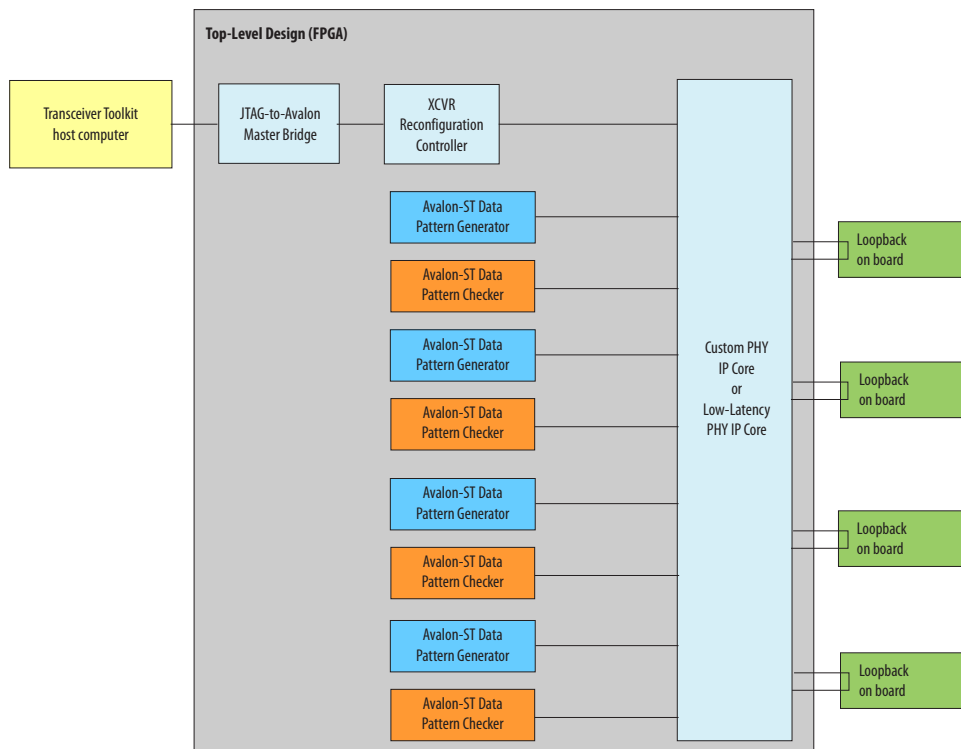 Top-Level Design (FPGA)
Transceiver Toolkit
host computer
JTAG-to-Avalon
Master Bridge
XCVR
Reconfiguration
Controller
Avalon-ST Data
Pattern Generator
Avalon-ST Data
Pattern Checker
Avalon-ST Data
Pattern Generator
Avalon-ST Data
Pattern Checker
Avalon-ST Data
Pattern Generator
Avalon-ST Data
Pattern Checker
Avalon-ST Data
Pattern Generator
Avalon-ST Data
Pattern Checker
Custom PHY
IP Core
or
Low-Latency
PHY IP Core
Loopback
on board
Loopback
on board
Loopback
on board
Loopback
on board